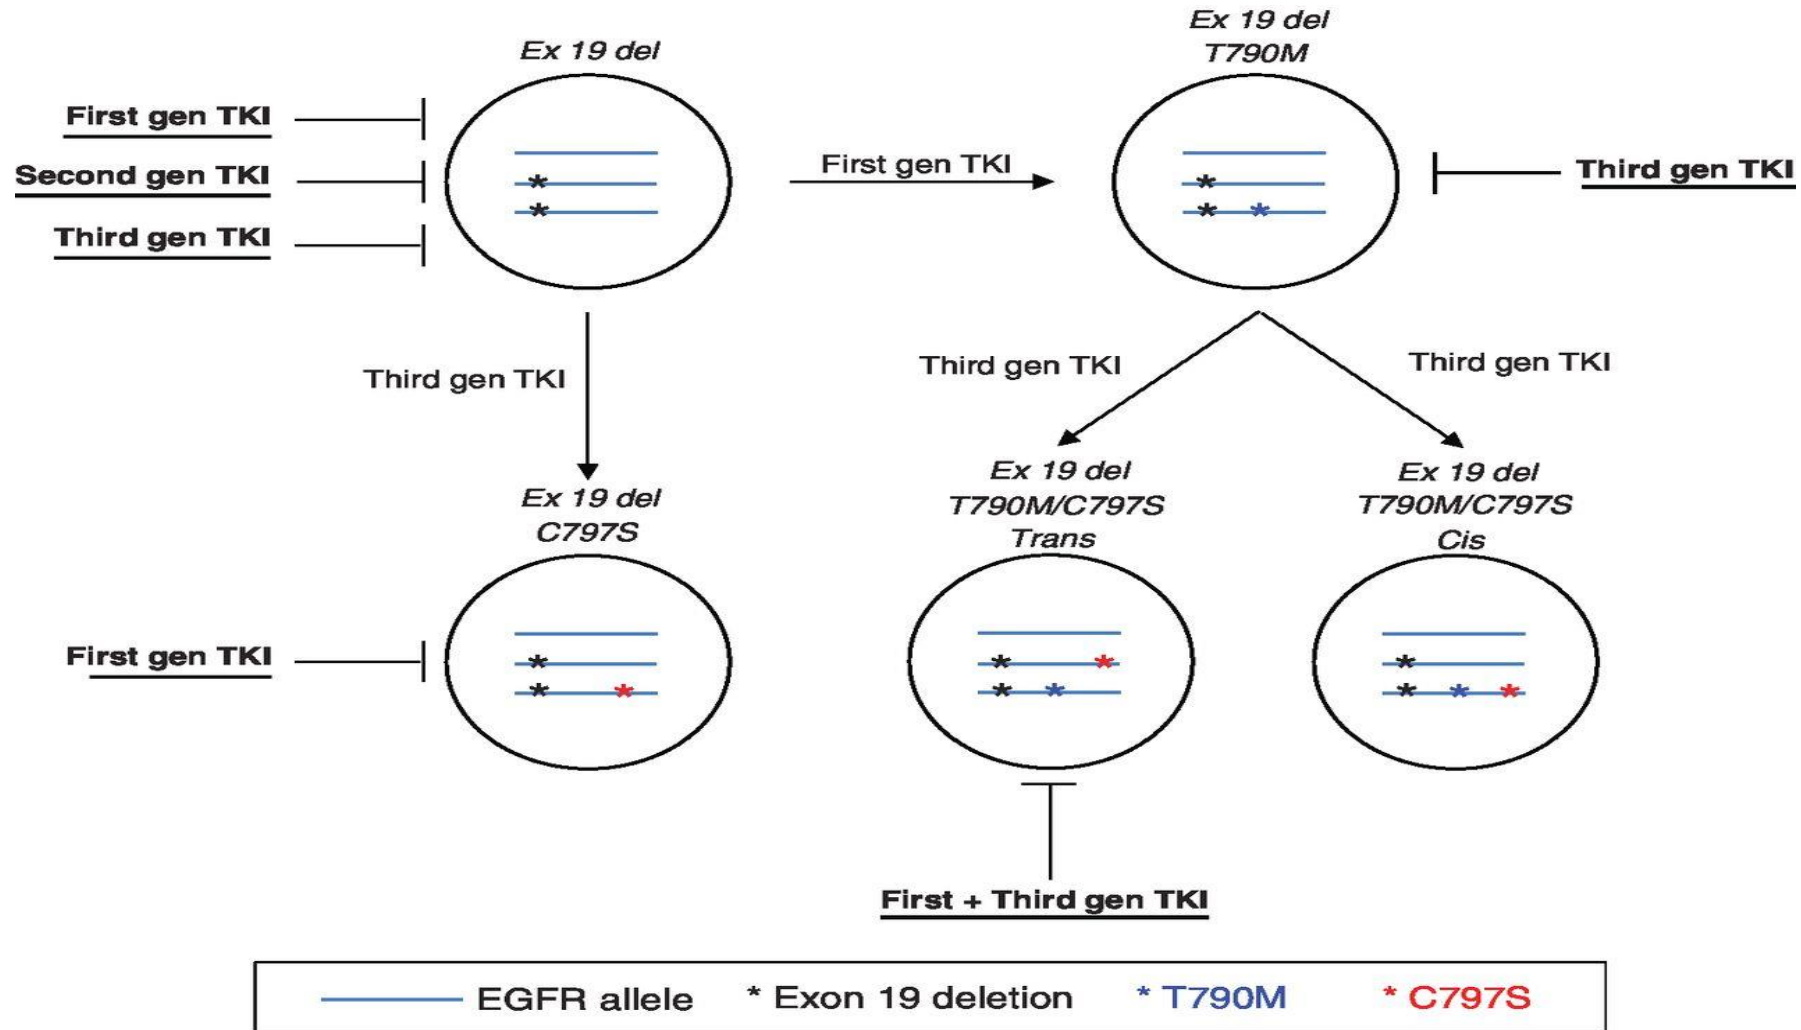 Ex 19 del
First gen TKI
Second gen TKI
Third gen TKI
First gen TKI
Ex 19 del
T790M
Third gen TKI
Third gen TKI
Third gen TKI
Third gen TKI
Ex 19 del
C797S
Ex 19 del
T790M/C797S
Trans
Ex 19 del
T790M/C797S
Cis
First gen TKI
First + Third gen TKI
EGFR allele * Exon 19 deletion * T790M * C797S